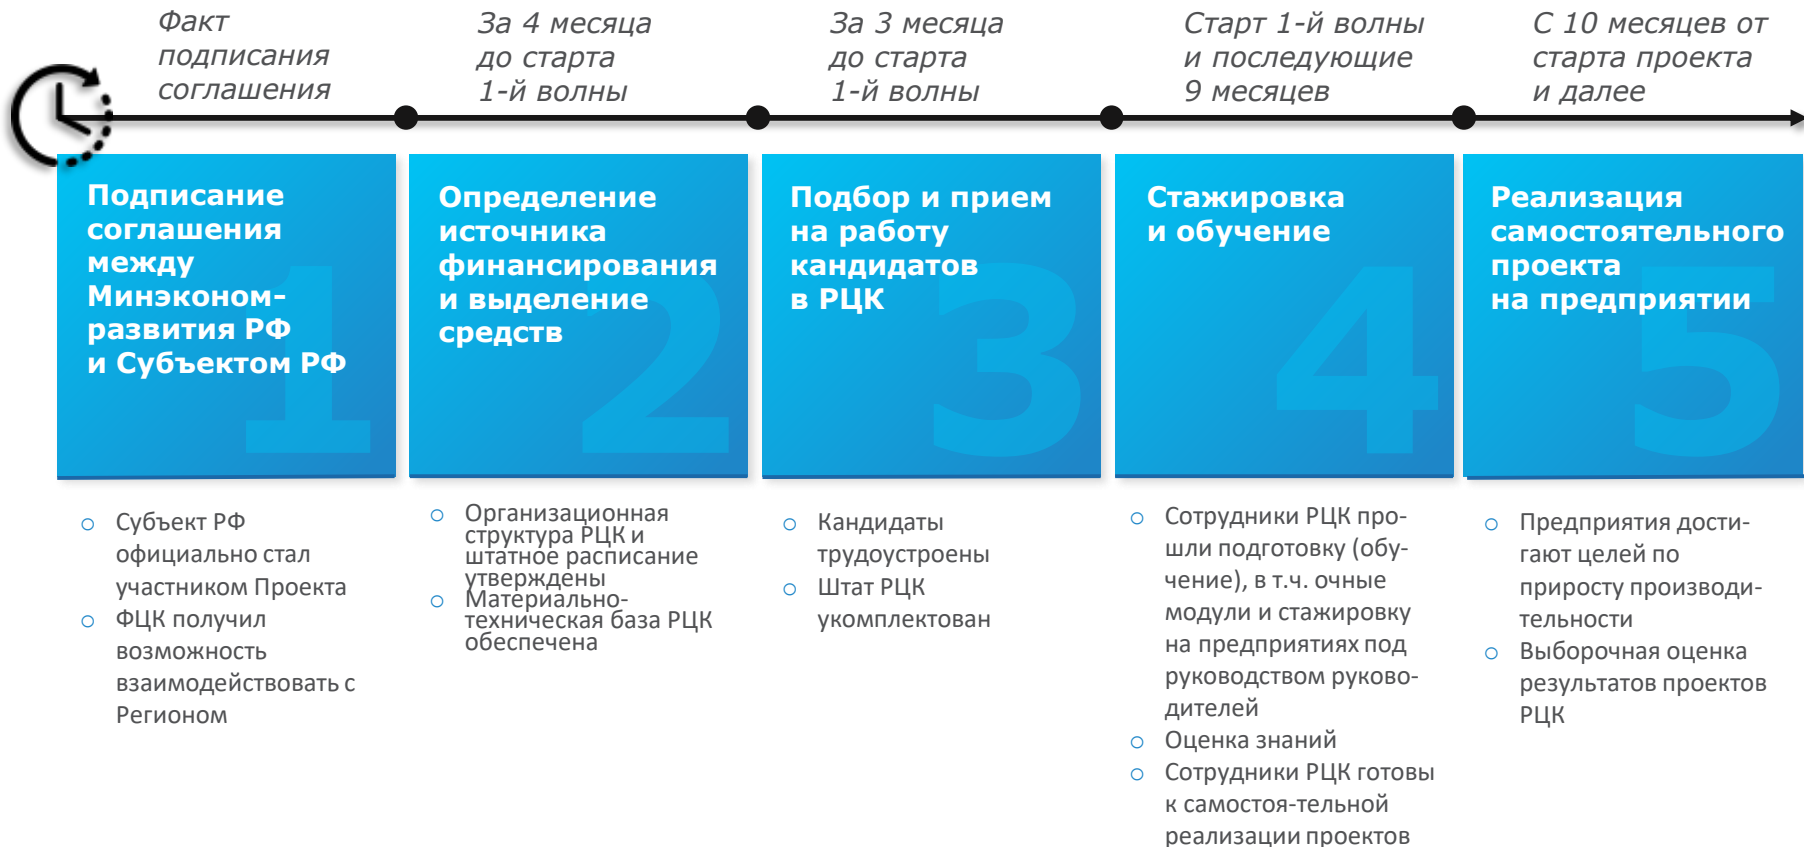 Факт
подписания
соглашения
За 4 месяца
до старта
1-й волны
За 3 месяца
до старта
1-й волны
Старт 1-й волны
и последующие
9 месяцев
С 10 месяцев от
старта проекта
и далее
Подписание
соглашения
между
Минэконом-
развития РФ
и Субъектом РФ
1
Определение
источника
финансирования
и выделение
средств
2
Подбор и прием
на работу
кандидатов
в РЦК
3
Стажировка
и обучение
4
Реализация
самостоятельного
проекта
на предприятии
5
Субъект РФ
официально стал
участником Проекта
ФЦК получил
возможность
взаимодействовать с
Регионом
Организационная
структура РЦК и
штатное расписание
утверждены
Материально-
техническая база РЦК
обеспечена
Кандидаты
трудоустроены
Штат РЦК
укомплектован
Сотрудники РЦК про-
шли подготовку (обу-
чение), в т.ч. очные
модули и стажировку
на предприятиях под
руководством руково-
дителей
Оценка знаний
Сотрудники РЦК готовы
к самостоя-тельной
реализации проектов
Предприятия дости-
гают целей по
приросту производи-
тельности
Выборочная оценка
результатов проектов
РЦК